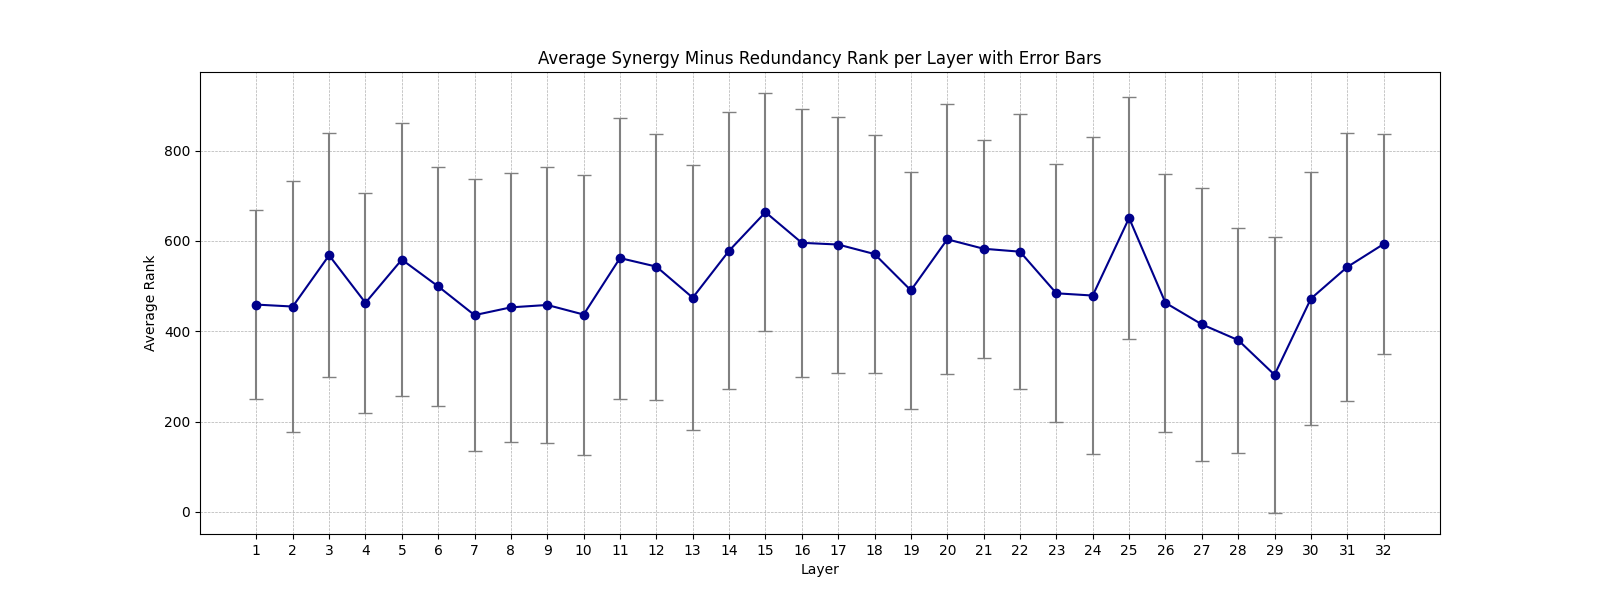 Average Synergy Minus Redundancy Rank per Layer with Error Bars
Average Rank
800
600
400
200
0
1 2 3 4 5 6 7 8 9 10 11 12 13 14 15 16 17 18 19 20 21 22 23 24 25 26 27 28 29 30 31 32
Layer